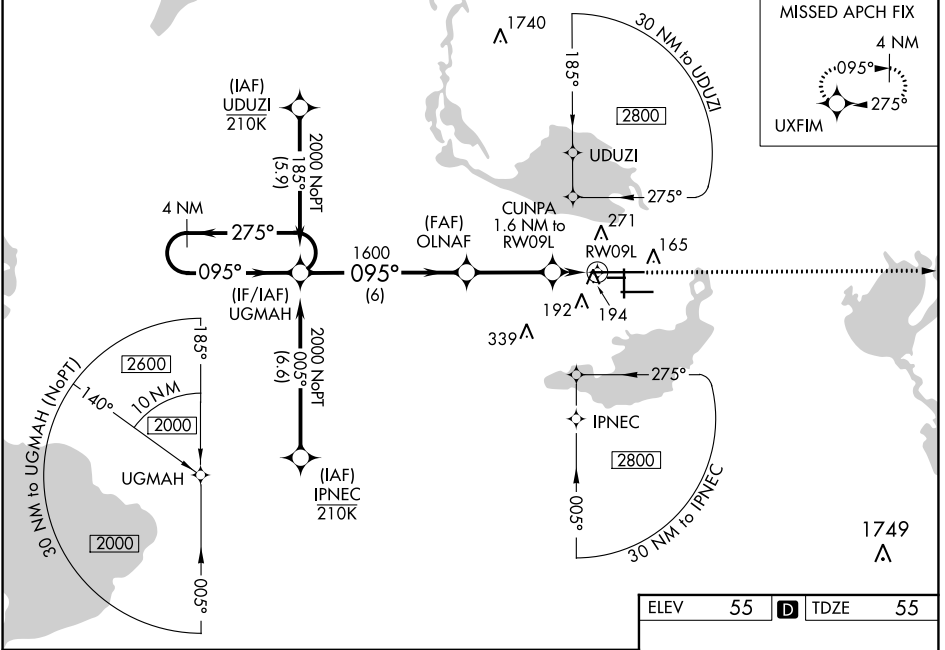 1740
30 NM to UDUZI
185°
2800
UDUZI
275°
MISSED APCH FIX
4 NM
095°
275°
UXFIM
(IAF)
UDUZI
210K
2000 NoPT
185°
(5.9)
4 NM
275°
095°
(IF/IAF)
UGMAH
1600
095°
(6)
(FAF)
OLNAF
CUNPA
1.6 NM to
RW09L
271
RW09L
165
192
194
339
2000 NoPT
005°
(6.6)
(IAF)
IPNEC
210K
30 NM to UGMAH (NoPT)
185°
2600
140°
10 NM
2000
UGMAH
2000
005°
275°
IPNEC
2800
005°
30 NM to IPNEC
1749
ELEV 55 D TDZE 55